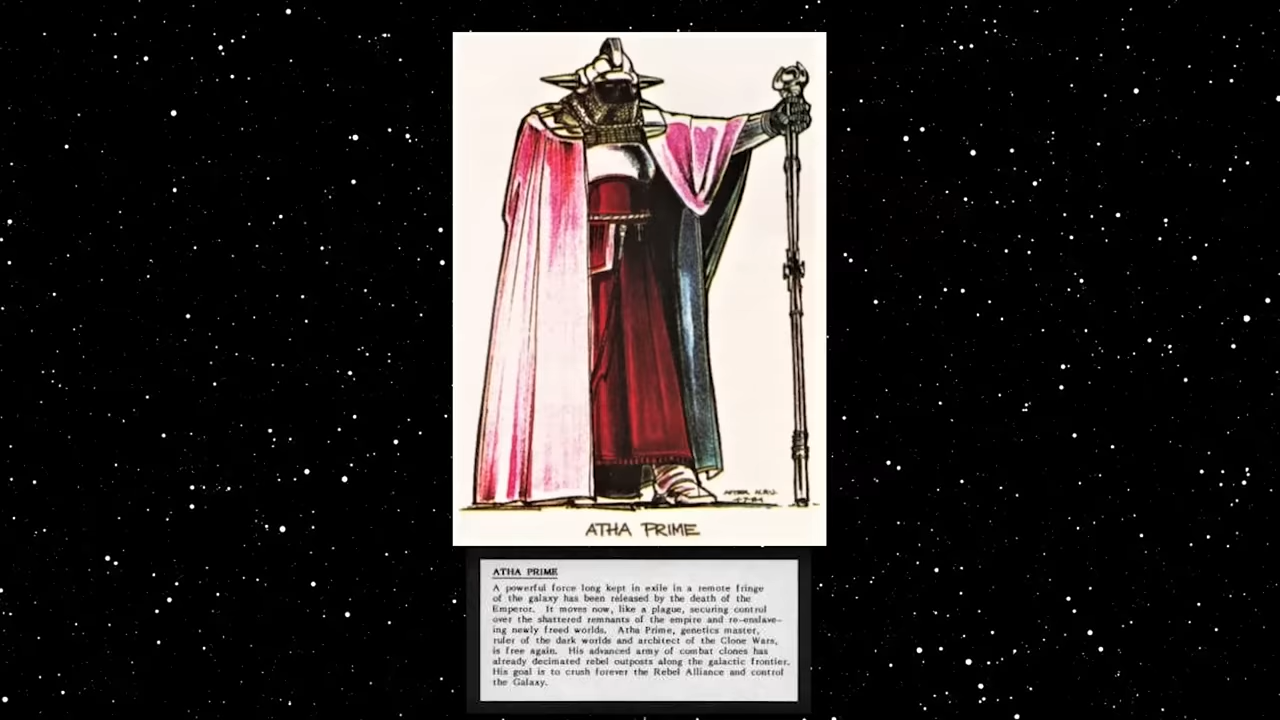 ATHA PRIME
ATHA PRIME
A powerful force long kept in exile in a remote fringe
of the galaxy has been released by the death of the
Emperor. It moves now, like a plague, securing control
over the shattered remnants of the empire and re-enslave-
ing newly freed worlds. Atha Prime, genetics master,
ruler of the dark worlds and architect of the Clone Wars,
is free again. His advanced army of combat clones has
already decimated rebel outposts along the galactic frontier.
His goal is to crush forever the Rebel Alliance and control
the Galaxy.